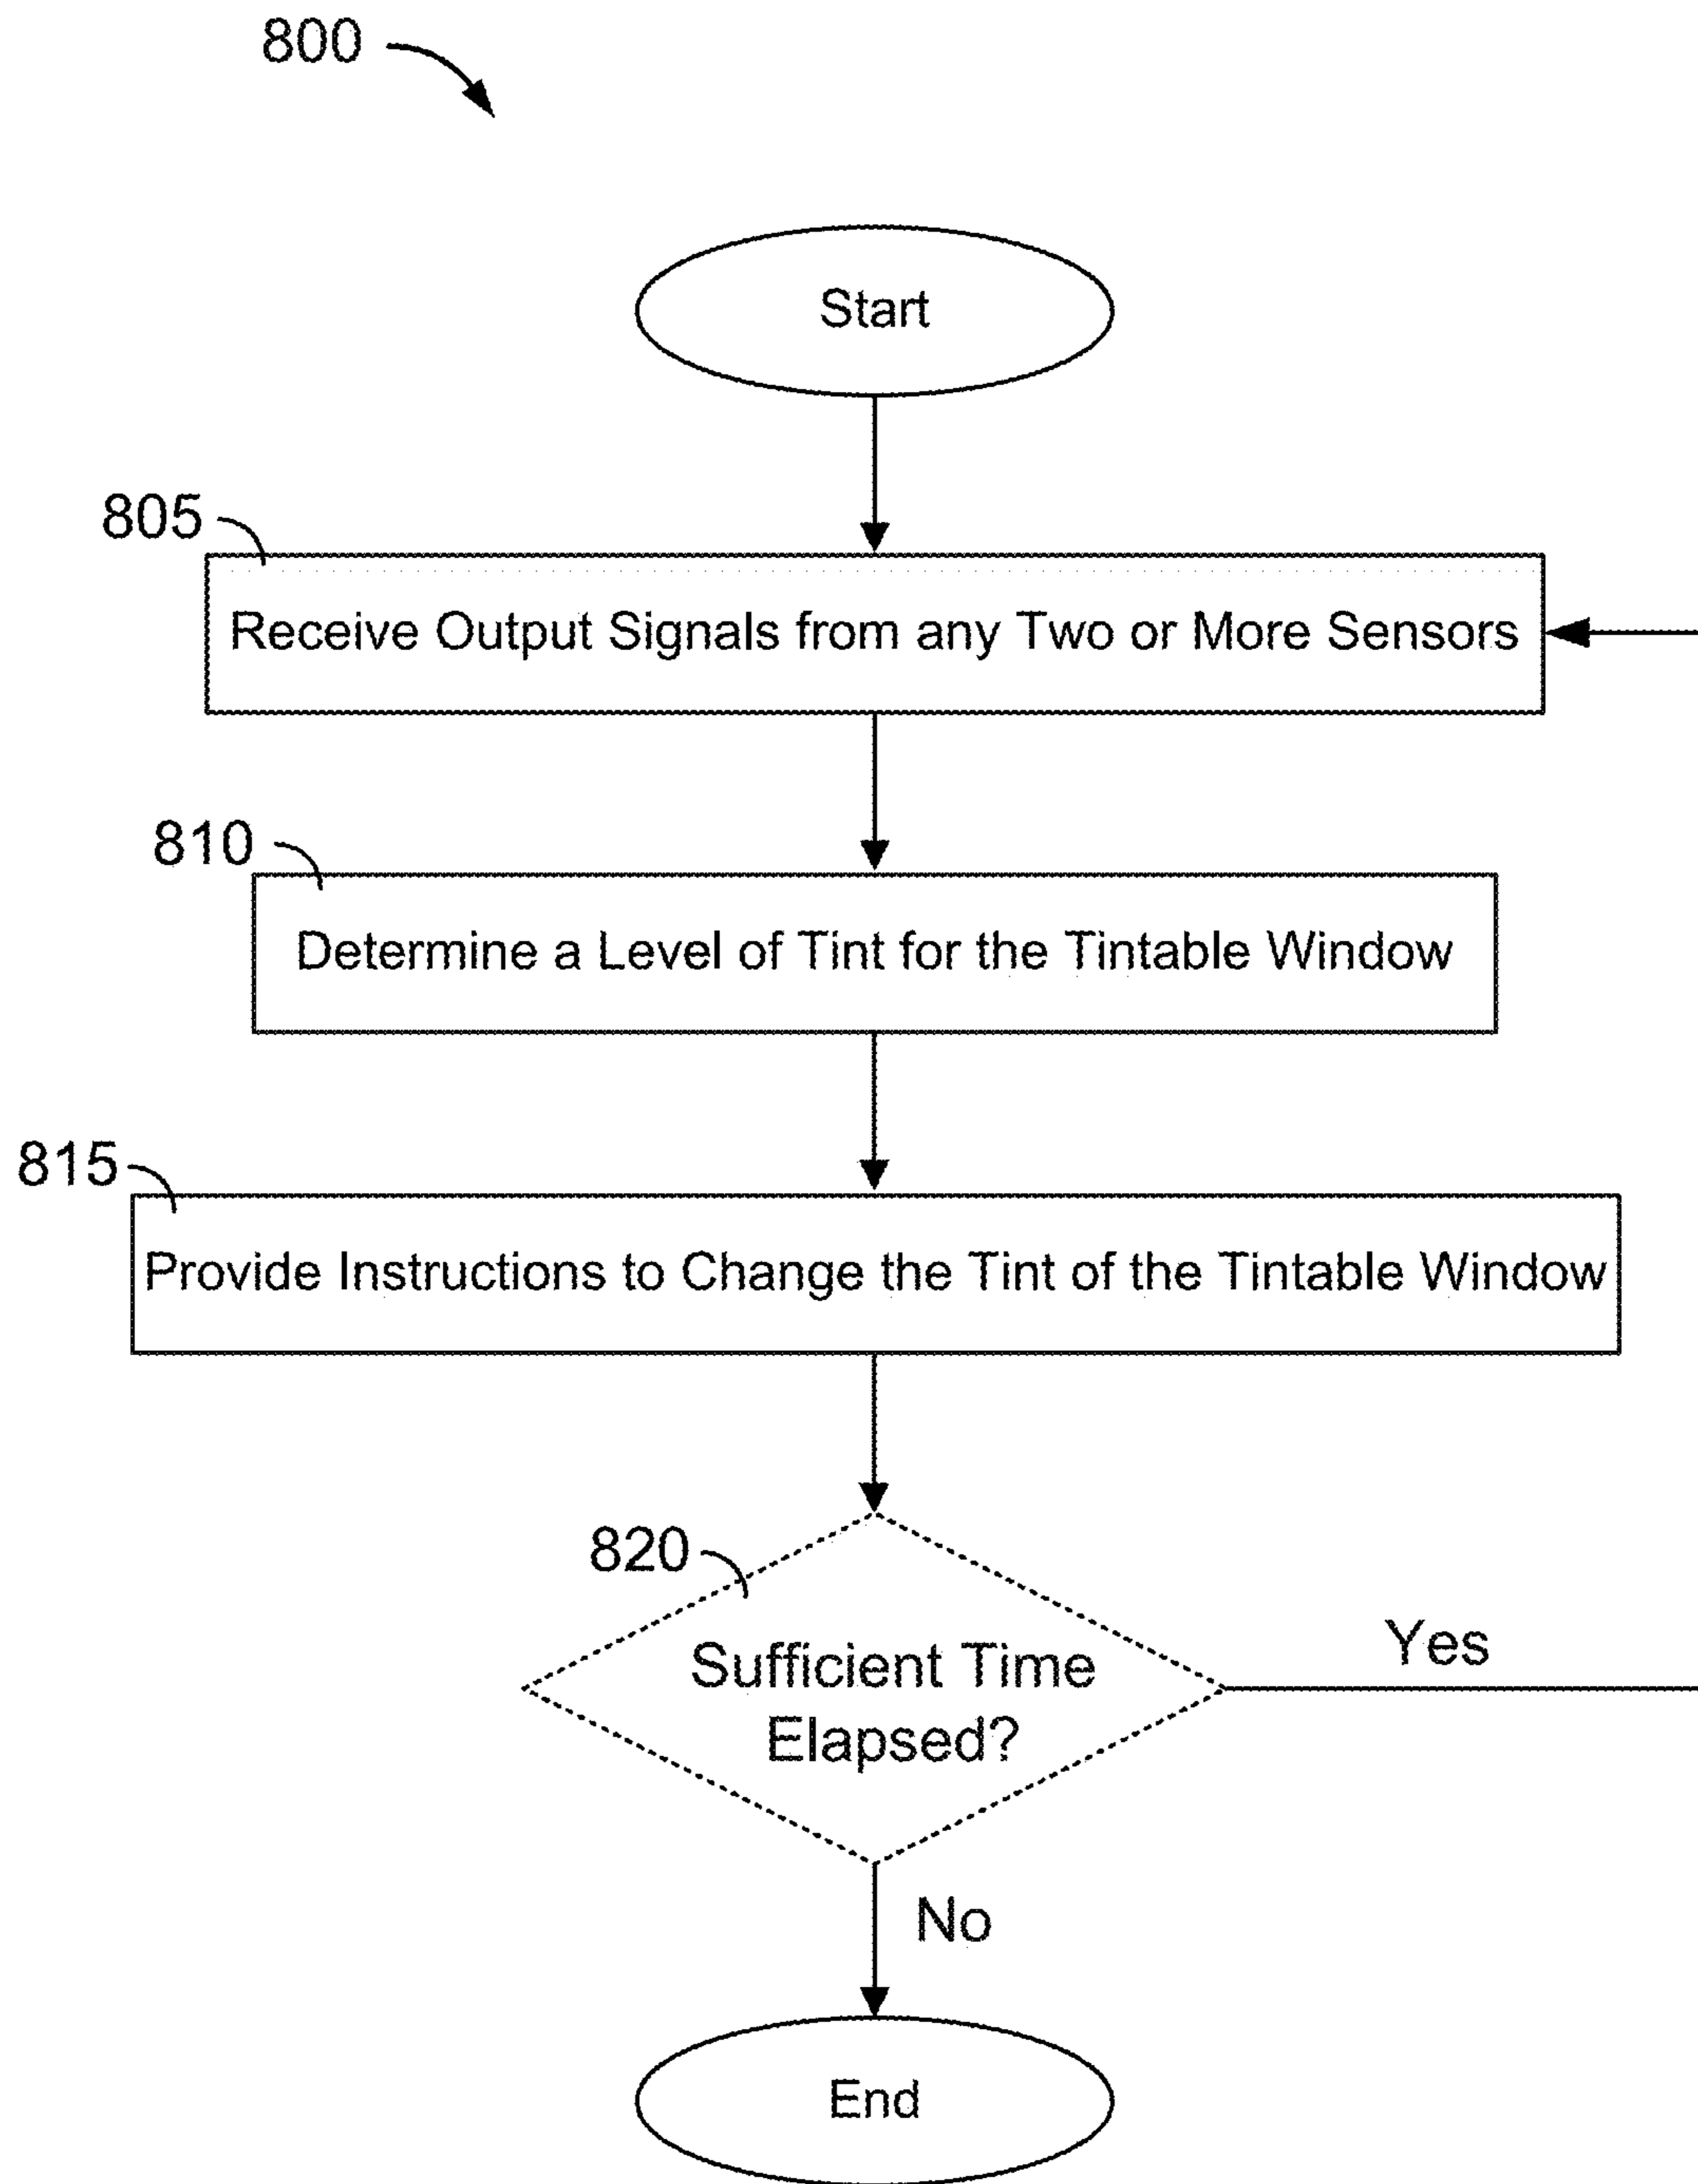 800
Start
805
Receive Output Signals from any Two or More Sensors
810
Determine a Level of Tint for the Tintable Window
815
Provide Instructions to Change the Tint of the Tintable Window
820
Sufficient Time
Elapsed?
Yes
No
End